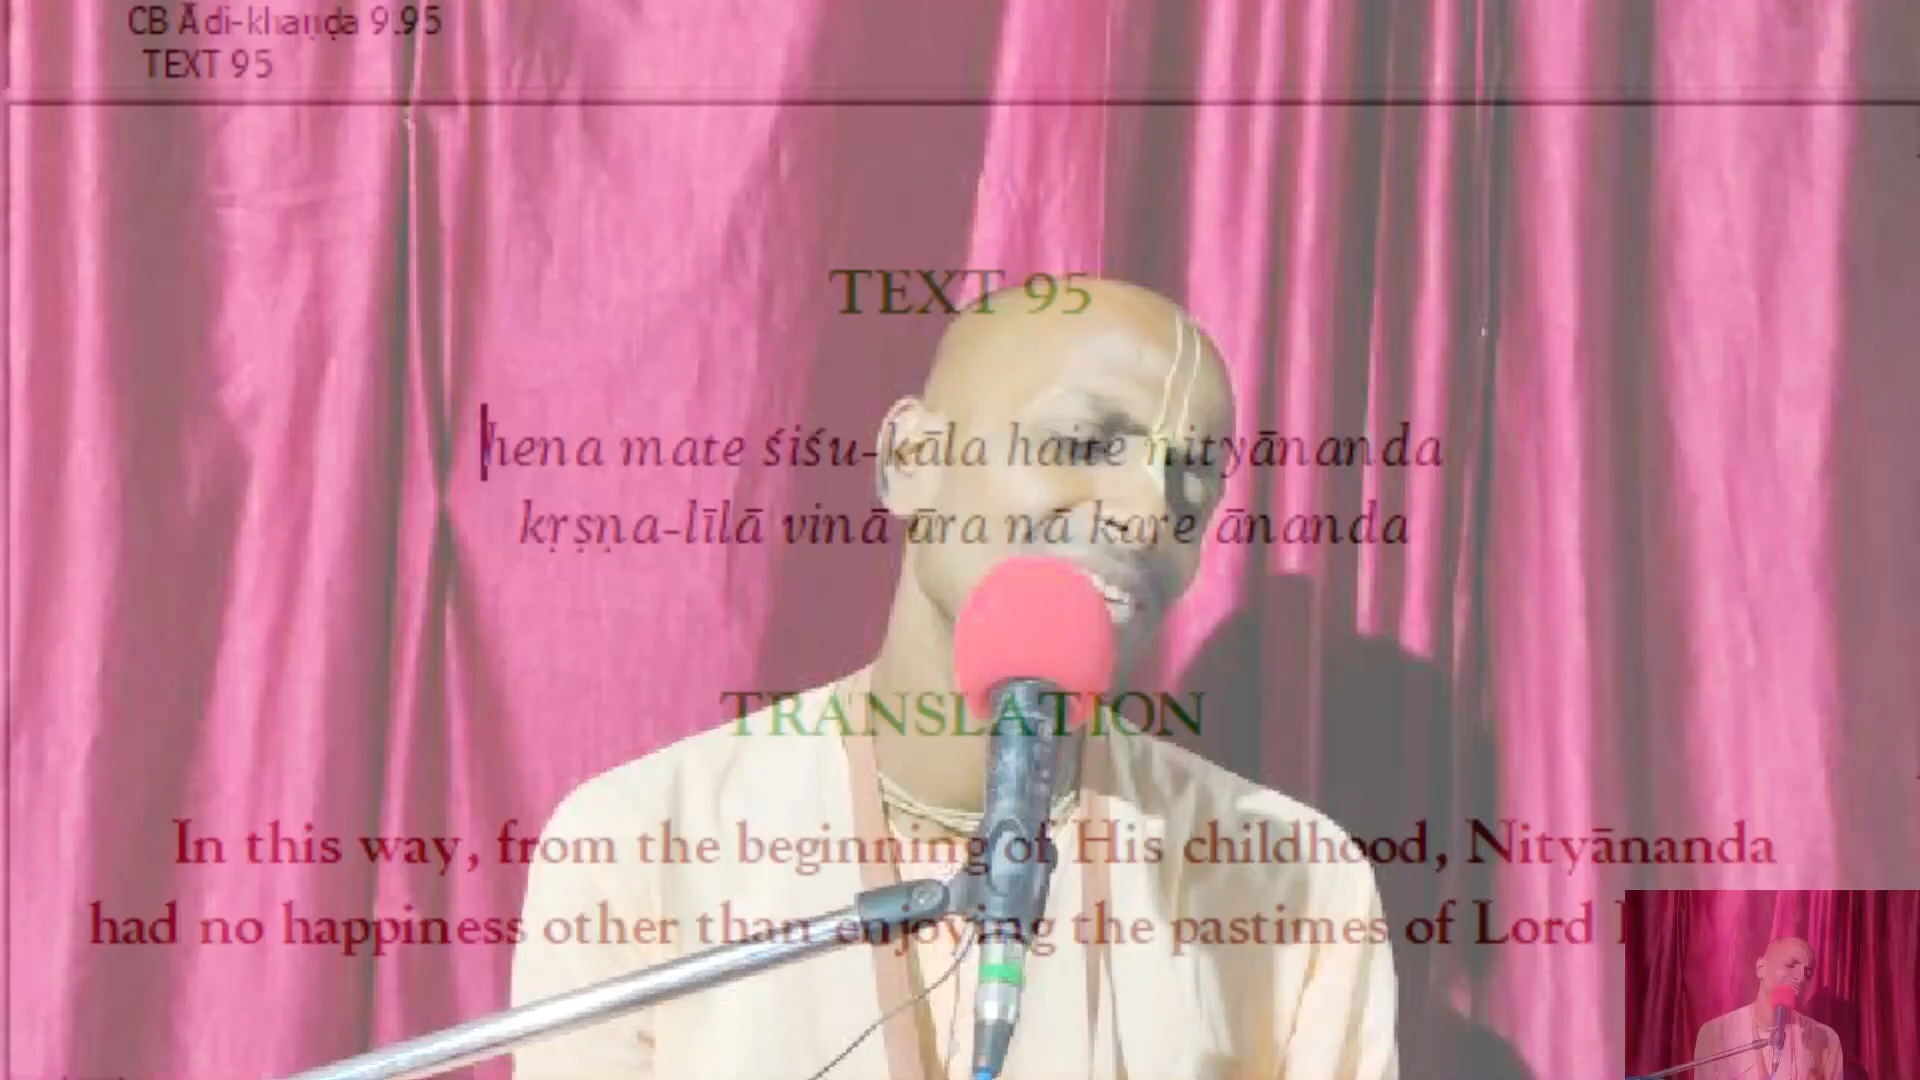 CB Ādi-khaṇḍa 9.95
TEXT 95
TEXT 95
hena mate śiśu-kāla haite nityānanda
kṛṣṇa-līlā vinā āra nā kare ānanda
TRANSLATION
In this way, from the beginning of His childhood, Nityānanda
had no happiness other than enjoying the pastimes of Lord